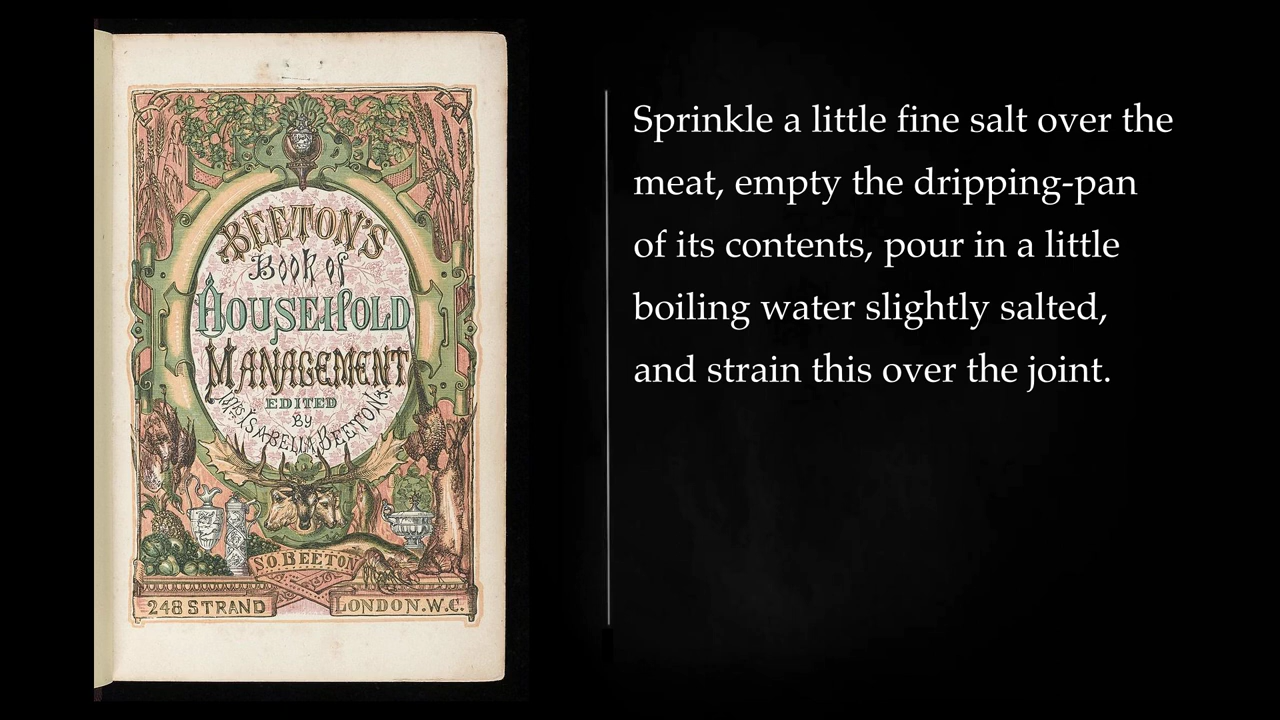 BEETON'S
Book of
HOUSEHOLD
MANAGEMENT
EDITED
BY
MRS ISABELLA BEETON
S.O. BEETON
248 STRAND
LONDON. W.C.
Sprinkle a little fine salt over the
meat, empty the dripping-pan
of its contents, pour in a little
boiling water slightly salted,
and strain this over the joint.